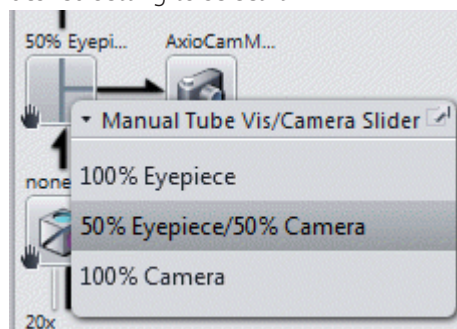 50% Eyepi...
AxioCamM...
Manual Tube Vis/Camera Slider
none
100% Eyepiece
50% Eyepiece/50% Camera
100% Camera
20x